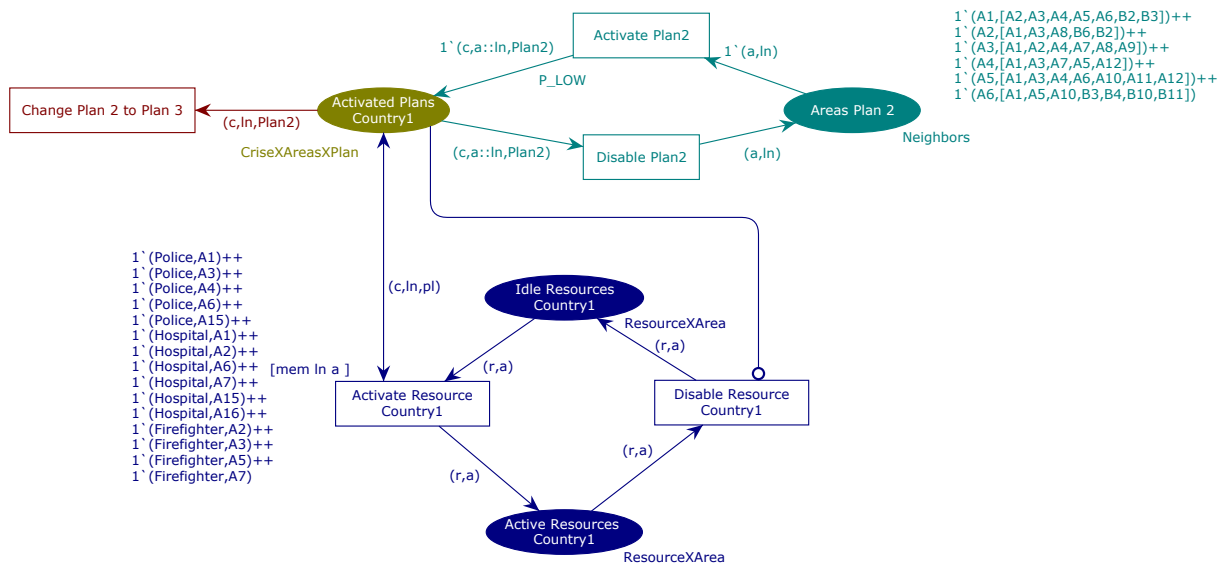 1`(A1,[A2,A3,A4,A5,A6,B2,B3])++
1`(A2,[A1,A3,A8,B6,B2])++
1`(A3,[A1,A2,A4,A7,A8,A9])++
1`(A4,[A1,A3,A7,A5,A12])++
1`(A5,[A1,A3,A4,A6,A10,A11,A12])++
1`(A6,[A1,A5,A10,B3,B4,B10,B11])
Activate Plan2
1`(c,a::ln,Plan2)
1`(a,ln)
P_LOW
Change Plan 2 to Plan 3
(c,ln,Plan2)
Activated Plans
Country1
CriseXAreasXPlan
Areas Plan 2
Neighbors
(c,a::ln,Plan2)
Disable Plan2
(a,ln)
1`(Police,A1)++
1`(Police,A3)++
1`(Police,A4)++
1`(Police,A6)++
1`(Police,A15)++
1`(Hospital,A1)++
1`(Hospital,A2)++
1`(Hospital,A6)++
1`(Hospital,A7)++
1`(Hospital,A15)++
1`(Hospital,A16)++
1`(Firefighter,A2)++
1`(Firefighter,A3)++
1`(Firefighter,A5)++
1`(Firefighter,A7)
(c,ln,pl)
Idle Resources
Country1
ResourceXArea
(r,a)
(r,a)
[mem ln a ]
Activate Resource
Country1
Disable Resource
Country1
(r,a)
(r,a)
Active Resources
Country1
ResourceXArea